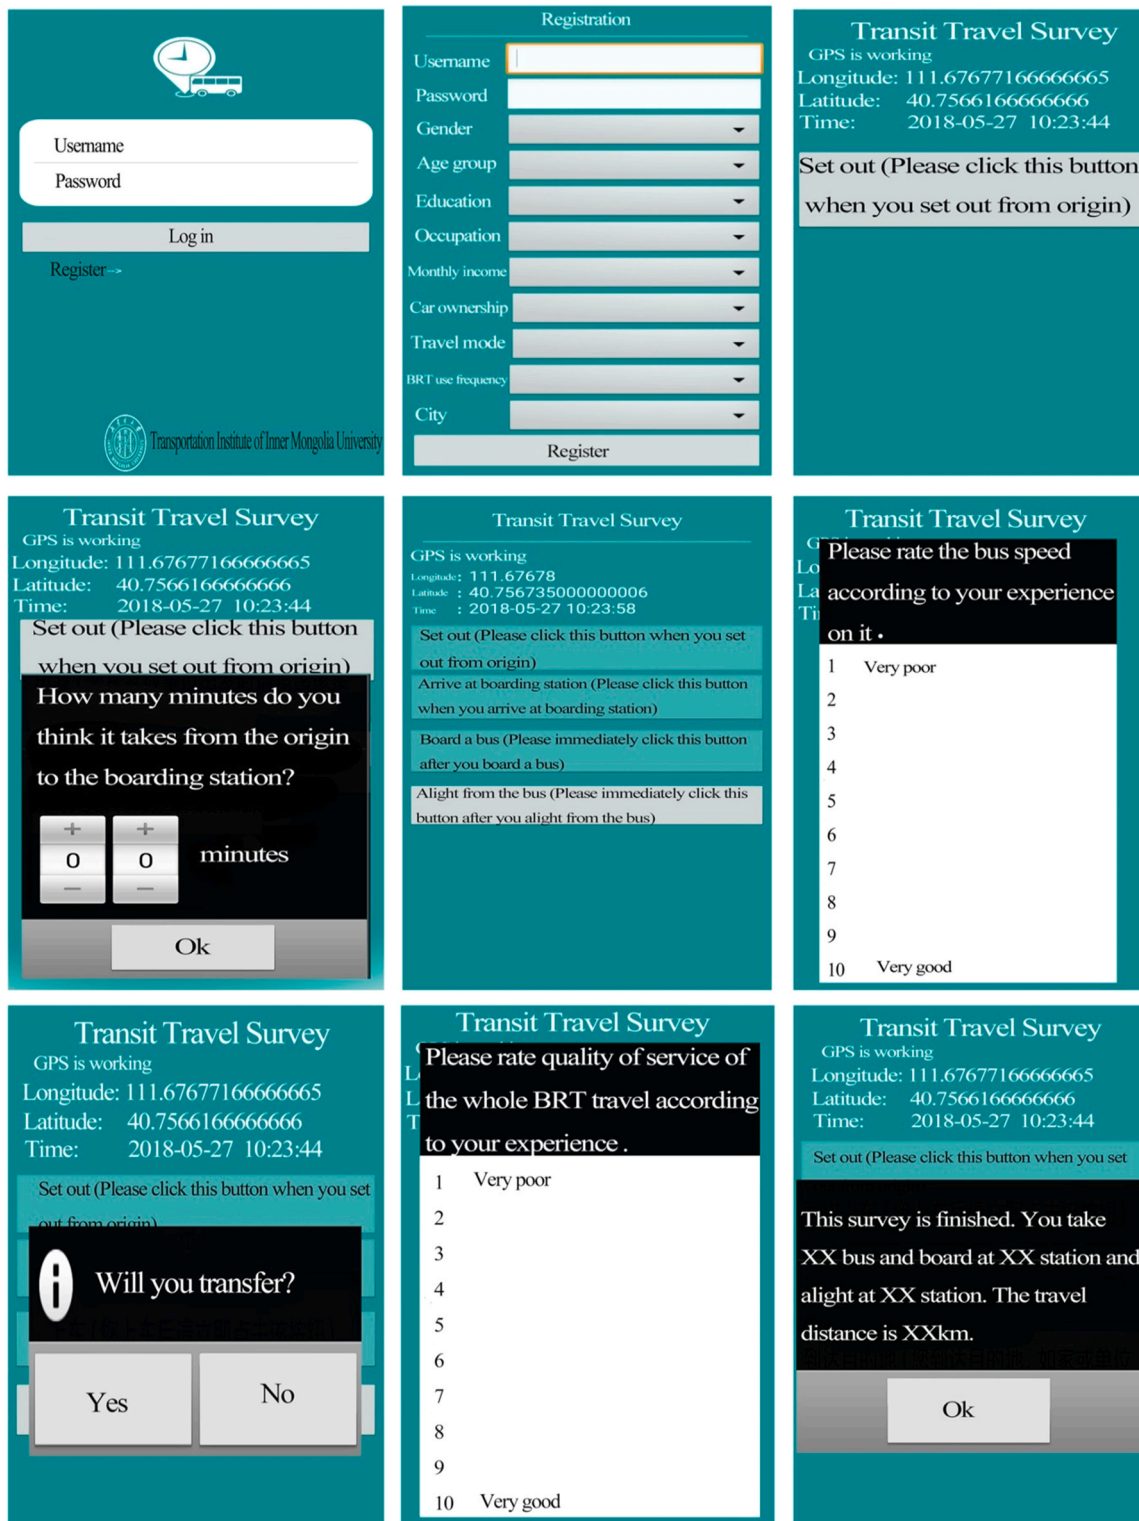 Username
Password
Log in
Register-->
Transportation Institute of Inner Mongolia University
Registration
Username
Password
Gender
Age group
Education
Occupation
Monthly income
Car ownership
Travel mode
BRT use frequency
City
Register
Transit Travel Survey
GPS is working
Longitude: 111.67677166666665
Latitude: 40.7566166666666
Time: 2018-05-27 10:23:44
Set out (Please click this button
when you set out from origin)
Transit Travel Survey
GPS is working
Longitude: 111.67677166666665
Latitude: 40.75661666666666
Time: 2018-05-27 10:23:44
Set out (Please click this button
when you set out from origin)
How many minutes do you
think it takes from the origin
to the boarding station?
+ +
0 0 minutes
— —
Ok
Transit Travel Survey
GPS is working
Longitude: 111.67678
Latitude : 40.756735000000006
Time : 2018-05-27 10:23:58
Set out (Please click this button when you set
out from origin)
Arrive at boarding station (Please click this button
when you arrive at boarding station)
Board a bus (Please immediately click this button
after you board a bus)
Alight from the bus (Please immediately click this
button after you alight from the bus)
Transit Travel Survey
Please rate the bus speed
according to your experience
on it .
1 Very poor
2
3
4
5
6
7
8
9
10 Very good
Transit Travel Survey
GPS is working
Longitude: 111.67677166666665
Latitude: 40.7566166666666
Time: 2018-05-27 10:23:44
Set out (Please click this button when you set
out from origin)
Will you transfer?
Yes No
Transit Travel Survey
Please rate quality of service of
the whole BRT travel according
to your experience .
1 Very poor
2
3
4
5
6
7
8
9
10 Very good
Transit Travel Survey
GPS is working
Longitude: 111.67677166666665
Latitude: 40.7566166666666
Time: 2018-05-27 10:23:44
Set out (Please click this button when you set
This survey is finished. You take
XX bus and board at XX station and
alight at XX station. The travel
distance is XXkm.
Ok